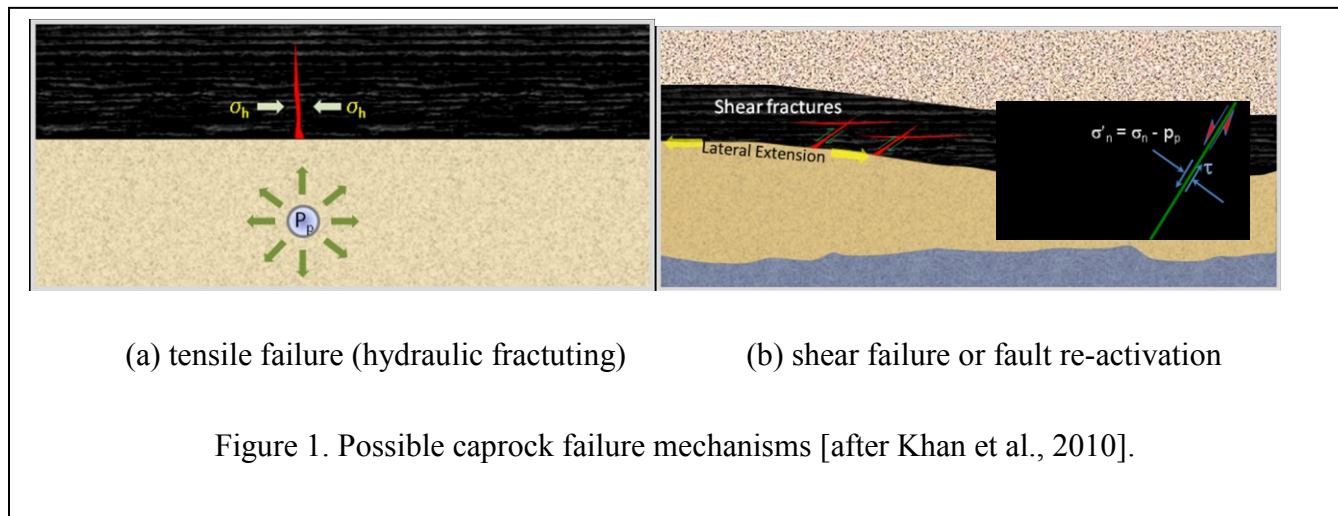 σh
σh
Pp
Shear fractures
Lateral Extension
σ'n = σn - pp
τ
(a) tensile failure (hydraulic fractuting)
(b) shear failure or fault re-activation
Figure 1. Possible caprock failure mechanisms [after Khan et al., 2010].